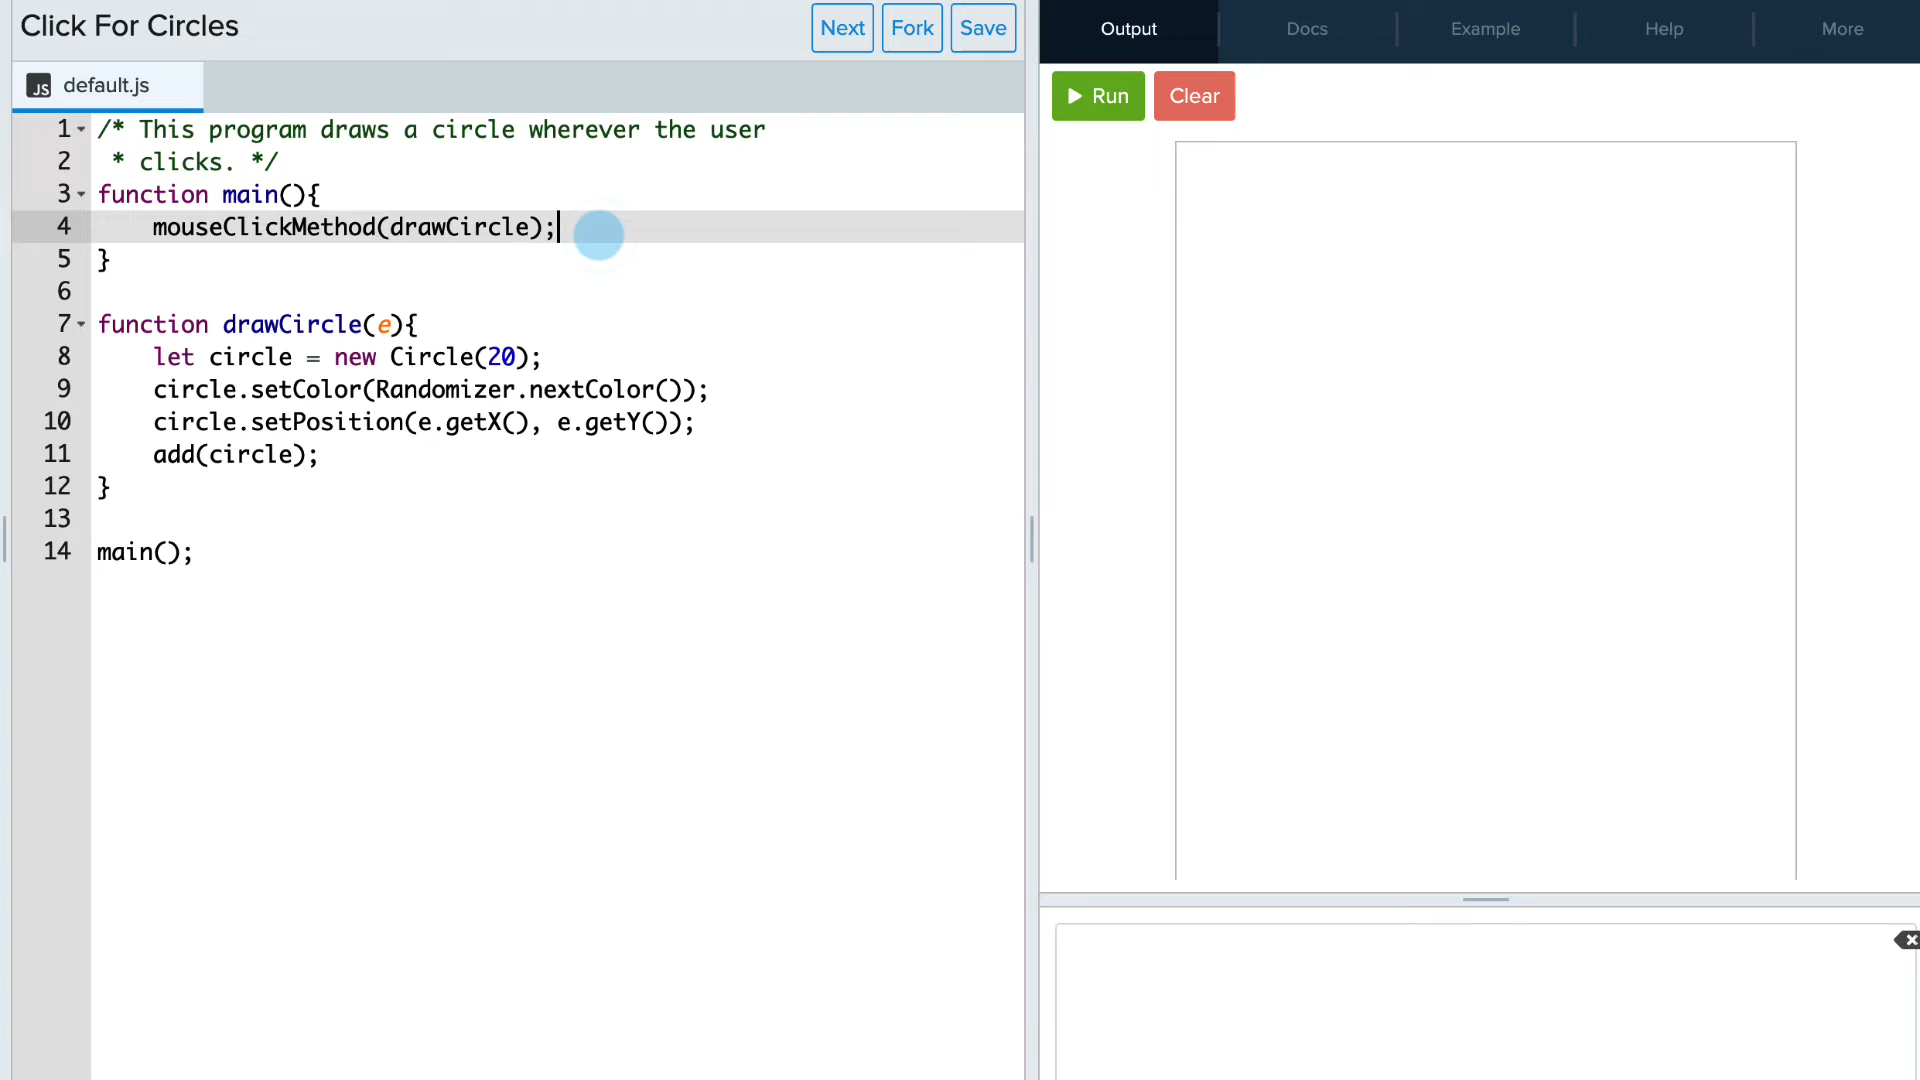 Click For Circles
Next Fork Save
Output Docs Example Help More
JS default.js
Run Clear
1 /* This program draws a circle wherever the user
2  * clicks. */
3 function main(){
4     mouseClickMethod(drawCircle);
5 }
6
7 function drawCircle(e){
8     let circle = new Circle(20);
9     circle.setColor(Randomizer.nextColor());
10     circle.setPosition(e.getX(), e.getY());
11     add(circle);
12 }
13
14 main();